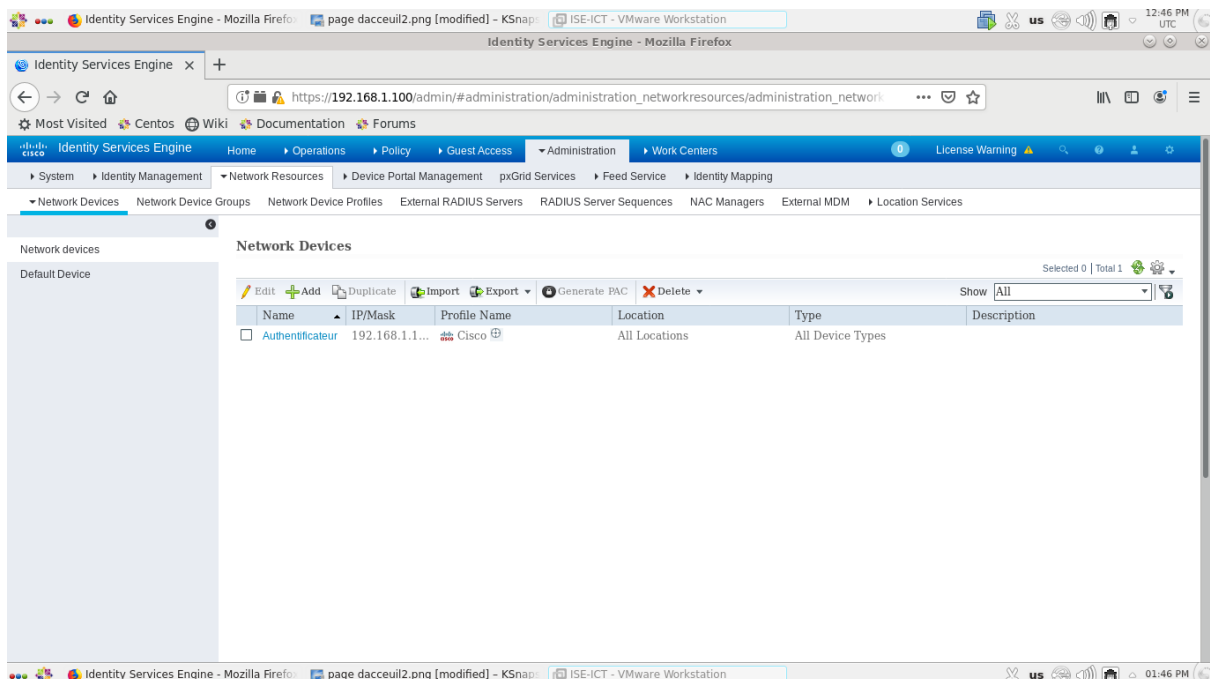 Identity Services Engine - Mozilla Firefo page dacceuil2.png [modified] – KSnap ISE-ICT - VMware Workstation us 12:46 PM UTC
Identity Services Engine - Mozilla Firefox
Identity Services Engine
https://192.168.1.100/admin/#administration/administration_networkresources/administration_network
Most Visited Centos Wiki Documentation Forums
cisco Identity Services Engine Home Operations Policy Guest Access Administration Work Centers 0 License Warning
System Identity Management Network Resources Device Portal Management pxGrid Services Feed Service Identity Mapping
Network Devices Network Device Groups Network Device Profiles External RADIUS Servers RADIUS Server Sequences NAC Managers External MDM Location Services
Network devices
Default Device
Network Devices
Selected 0 | Total 1
Edit Add Duplicate Import Export Generate PAC Delete Show All
Name IP/Mask Profile Name Location Type Description
Authentificateur 192.168.1.1... cisco Cisco All Locations All Device Types
Identity Services Engine - Mozilla Firefo page dacceuil2.png [modified] – KSnap ISE-ICT - VMware Workstation us 01:46 PM